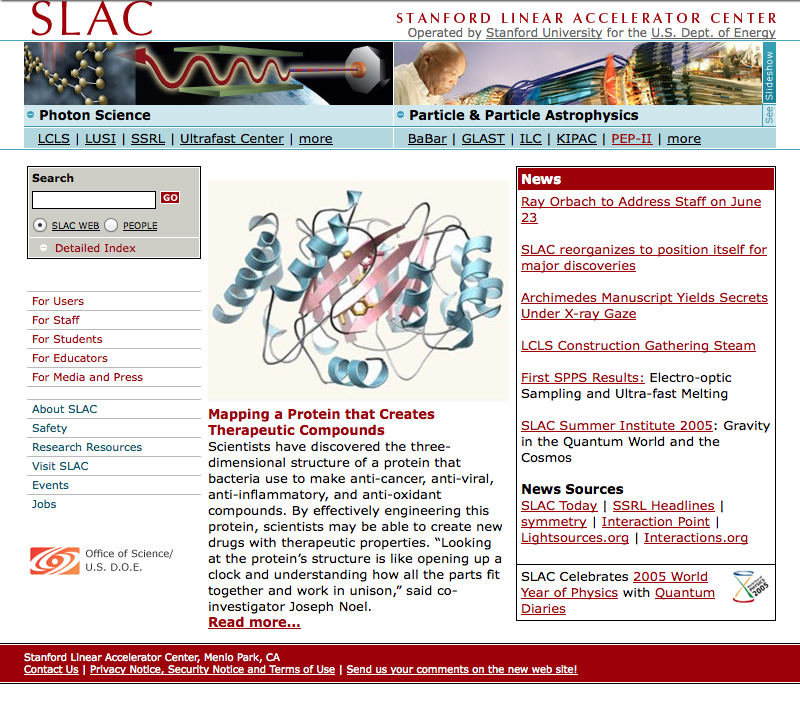 SLAC
STANFORD LINEAR ACCELERATOR CENTER
Operated by Stanford University for the U.S. Dept. of Energy
See Slideshow
Photon Science
LCLS | LUSI | SSRL | Ultrafast Center | more
Particle & Particle Astrophysics
BaBar | GLAST | ILC | KIPAC | PEP-II | more
Search
GO
SLAC WEB PEOPLE
Detailed Index
For Users
For Staff
For Students
For Educators
For Media and Press
About SLAC
Safety
Research Resources
Visit SLAC
Events
Jobs
Office of Science/
U.S. D.O.E.
Mapping a Protein that Creates
Therapeutic Compounds
Scientists have discovered the three-
dimensional structure of a protein that
bacteria use to make anti-cancer, anti-viral,
anti-inflammatory, and anti-oxidant
compounds. By effectively engineering this
protein, scientists may be able to create new
drugs with therapeutic properties. “Looking
at the protein’s structure is like opening up a
clock and understanding how all the parts fit
together and work in unison,” said co-
investigator Joseph Noel.
Read more...
News
Ray Orbach to Address Staff on June
23
SLAC reorganizes to position itself for
major discoveries
Archimedes Manuscript Yields Secrets
Under X-ray Gaze
LCLS Construction Gathering Steam
First SPPS Results: Electro-optic
Sampling and Ultra-fast Melting
SLAC Summer Institute 2005: Gravity
in the Quantum World and the
Cosmos
News Sources
SLAC Today | SSRL Headlines |
symmetry | Interaction Point |
Lightsources.org | Interactions.org
SLAC Celebrates 2005 World
Year of Physics with Quantum
Diaries
2005
Stanford Linear Accelerator Center, Menlo Park, CA
Contact Us | Privacy Notice, Security Notice and Terms of Use | Send us your comments on the new web site!